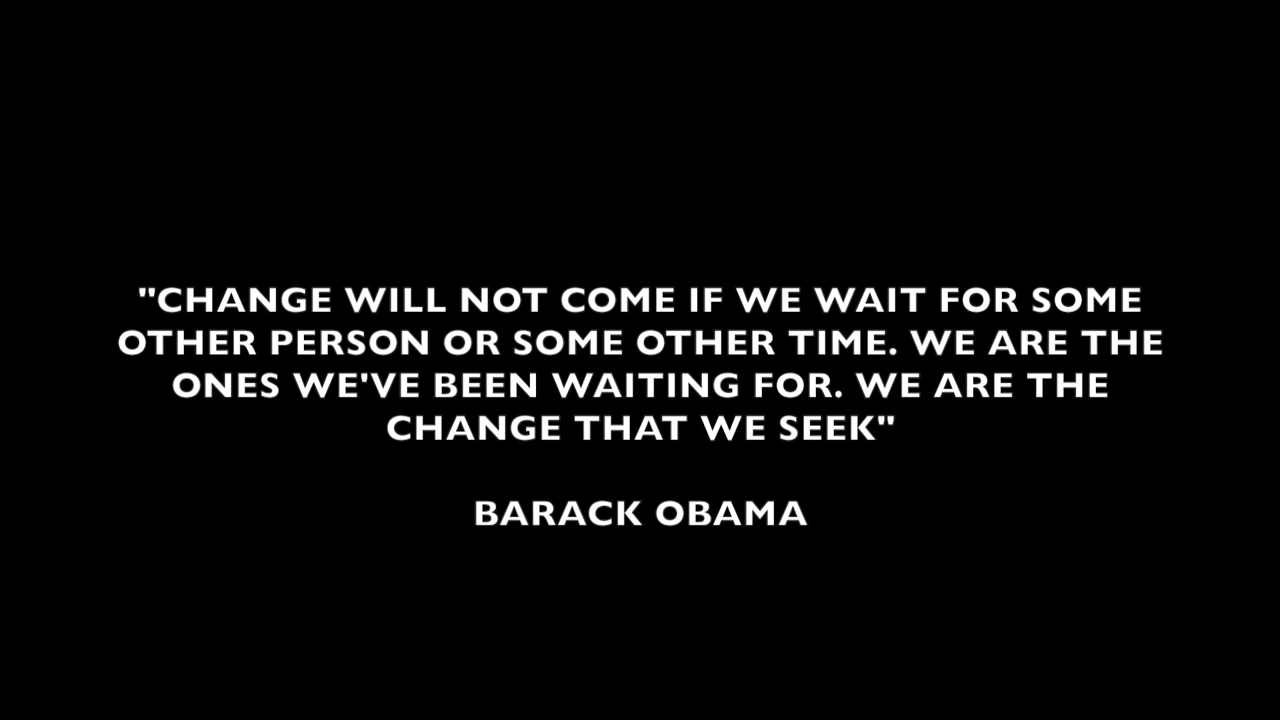 "CHANGE WILL NOT COME IF WE WAIT FOR SOME
OTHER PERSON OR SOME OTHER TIME. WE ARE THE
ONES WE'VE BEEN WAITING FOR. WE ARE THE
CHANGE THAT WE SEEK"
BARACK OBAMA